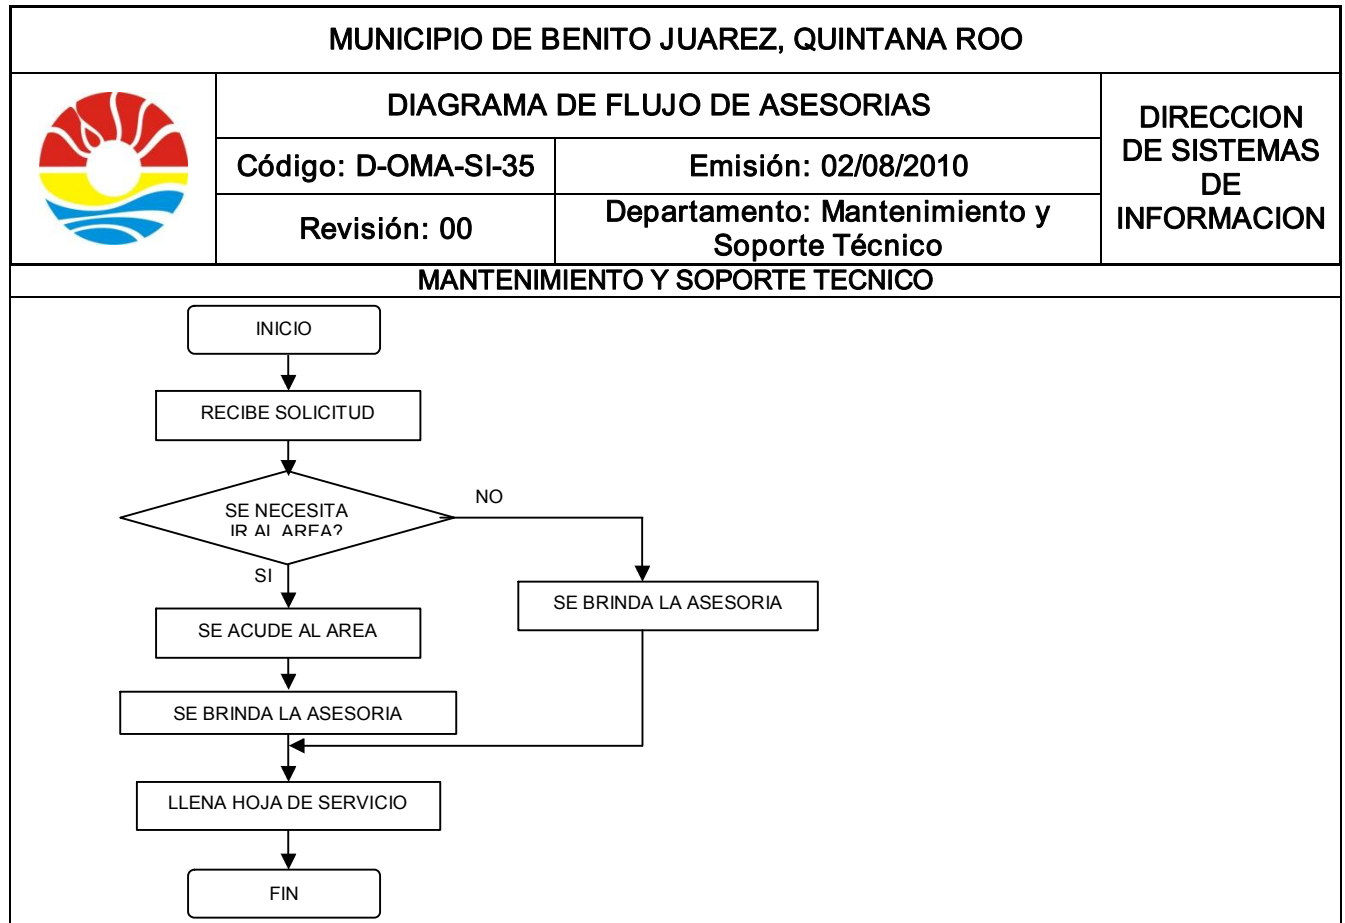 MUNICIPIO DE BENITO JUAREZ, QUINTANA ROO
DIAGRAMA DE FLUJO DE ASESORIAS
Código: D-OMA-SI-35
Emisión: 02/08/2010
Revisión: 00
Departamento: Mantenimiento y
Soporte Técnico
DIRECCION
DE SISTEMAS
DE
INFORMACION
MANTENIMIENTO Y SOPORTE TECNICO
INICIO
RECIBE SOLICITUD
SE NECESITA
IR AL AREA?
NO
SI
SE BRINDA LA ASESORIA
SE ACUDE AL AREA
SE BRINDA LA ASESORIA
LLENA HOJA DE SERVICIO
FIN